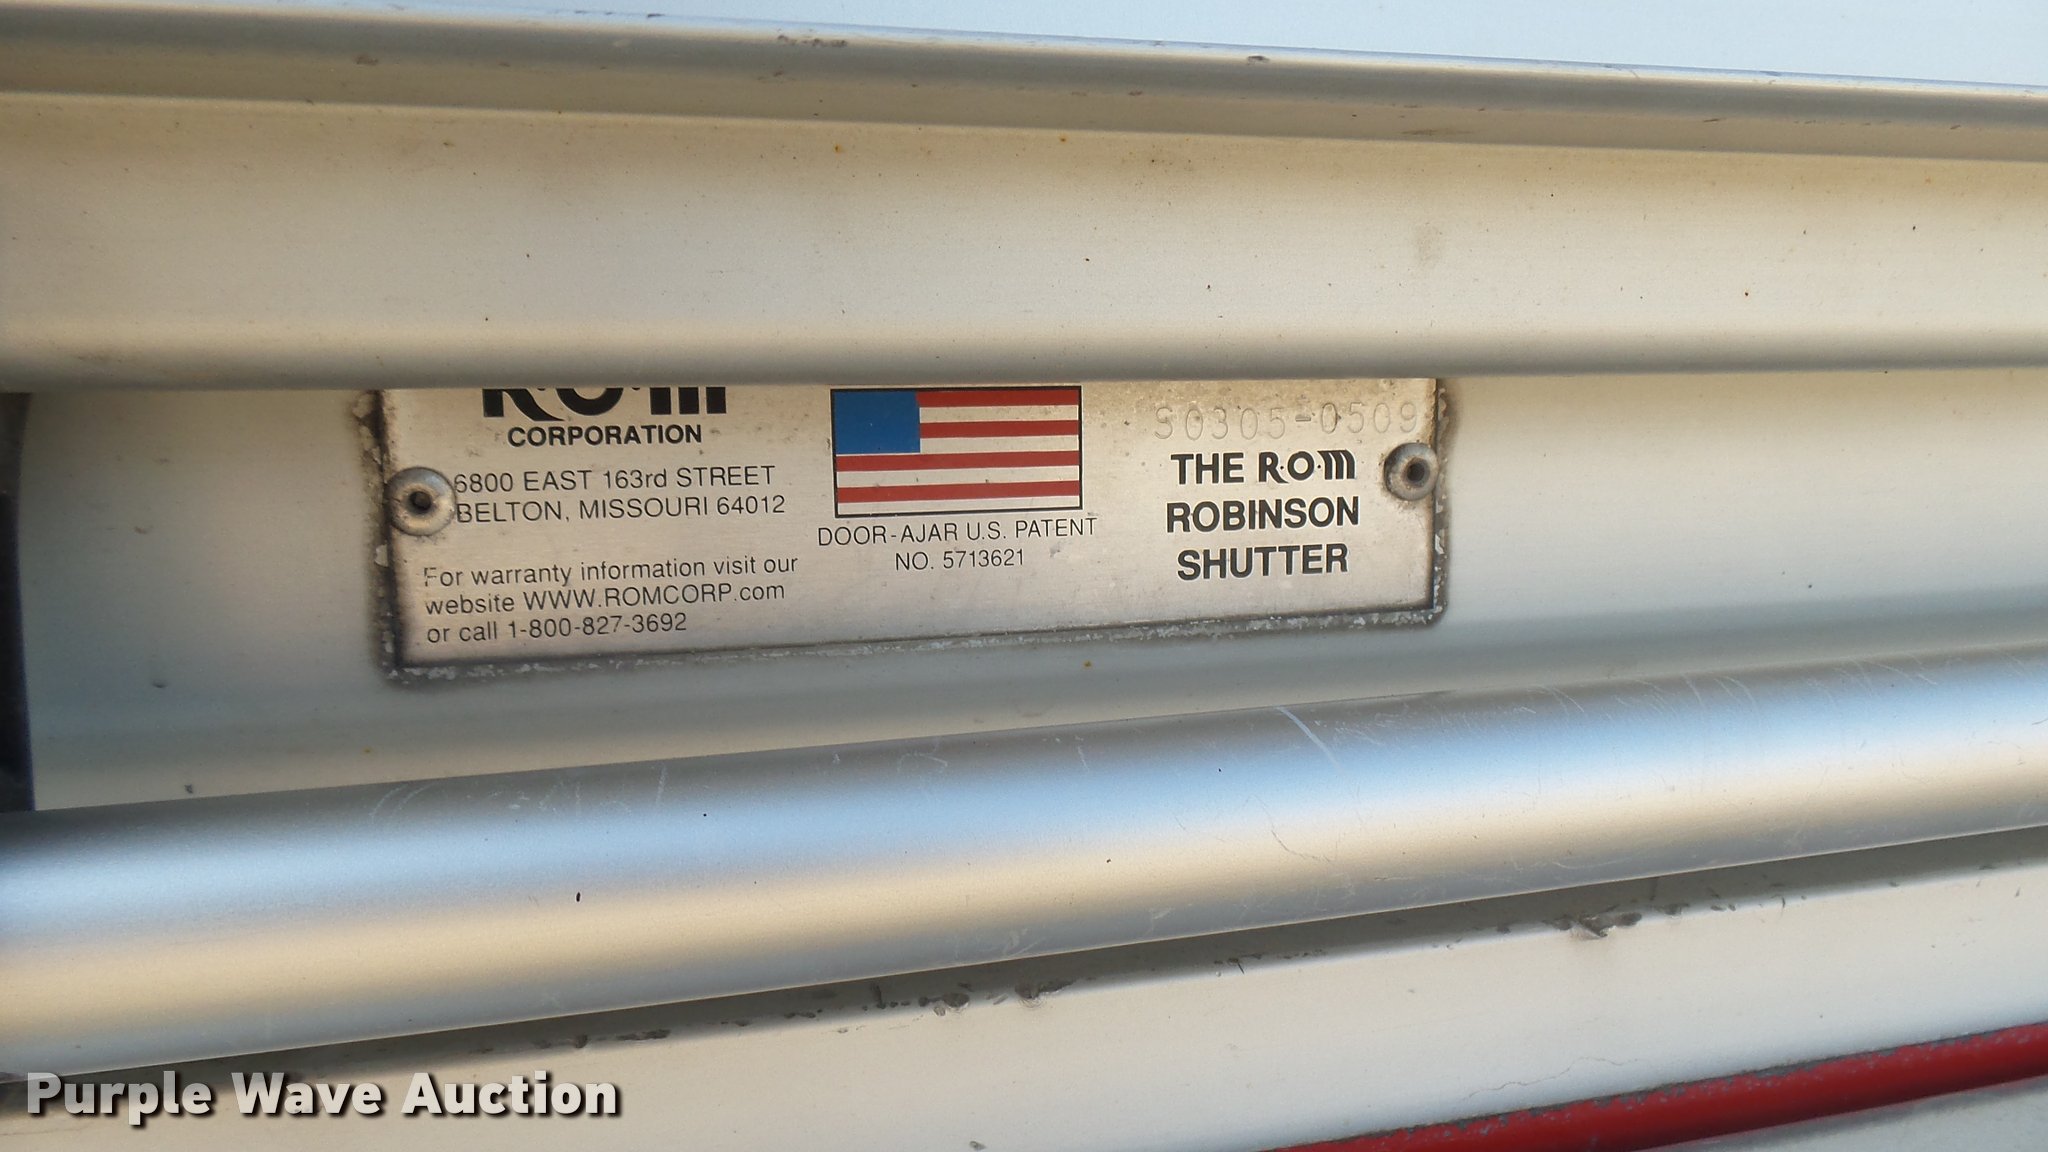 R·O·M
CORPORATION
6800 EAST 163rd STREET
BELTON, MISSOURI 64012
For warranty information visit our
website WWW.ROMCORP.com
or call 1-800-827-3692
DOOR-AJAR U.S. PATENT
NO. 5713621
S0305-0509
THE R·O·M
ROBINSON
SHUTTER
Purple Wave Auction